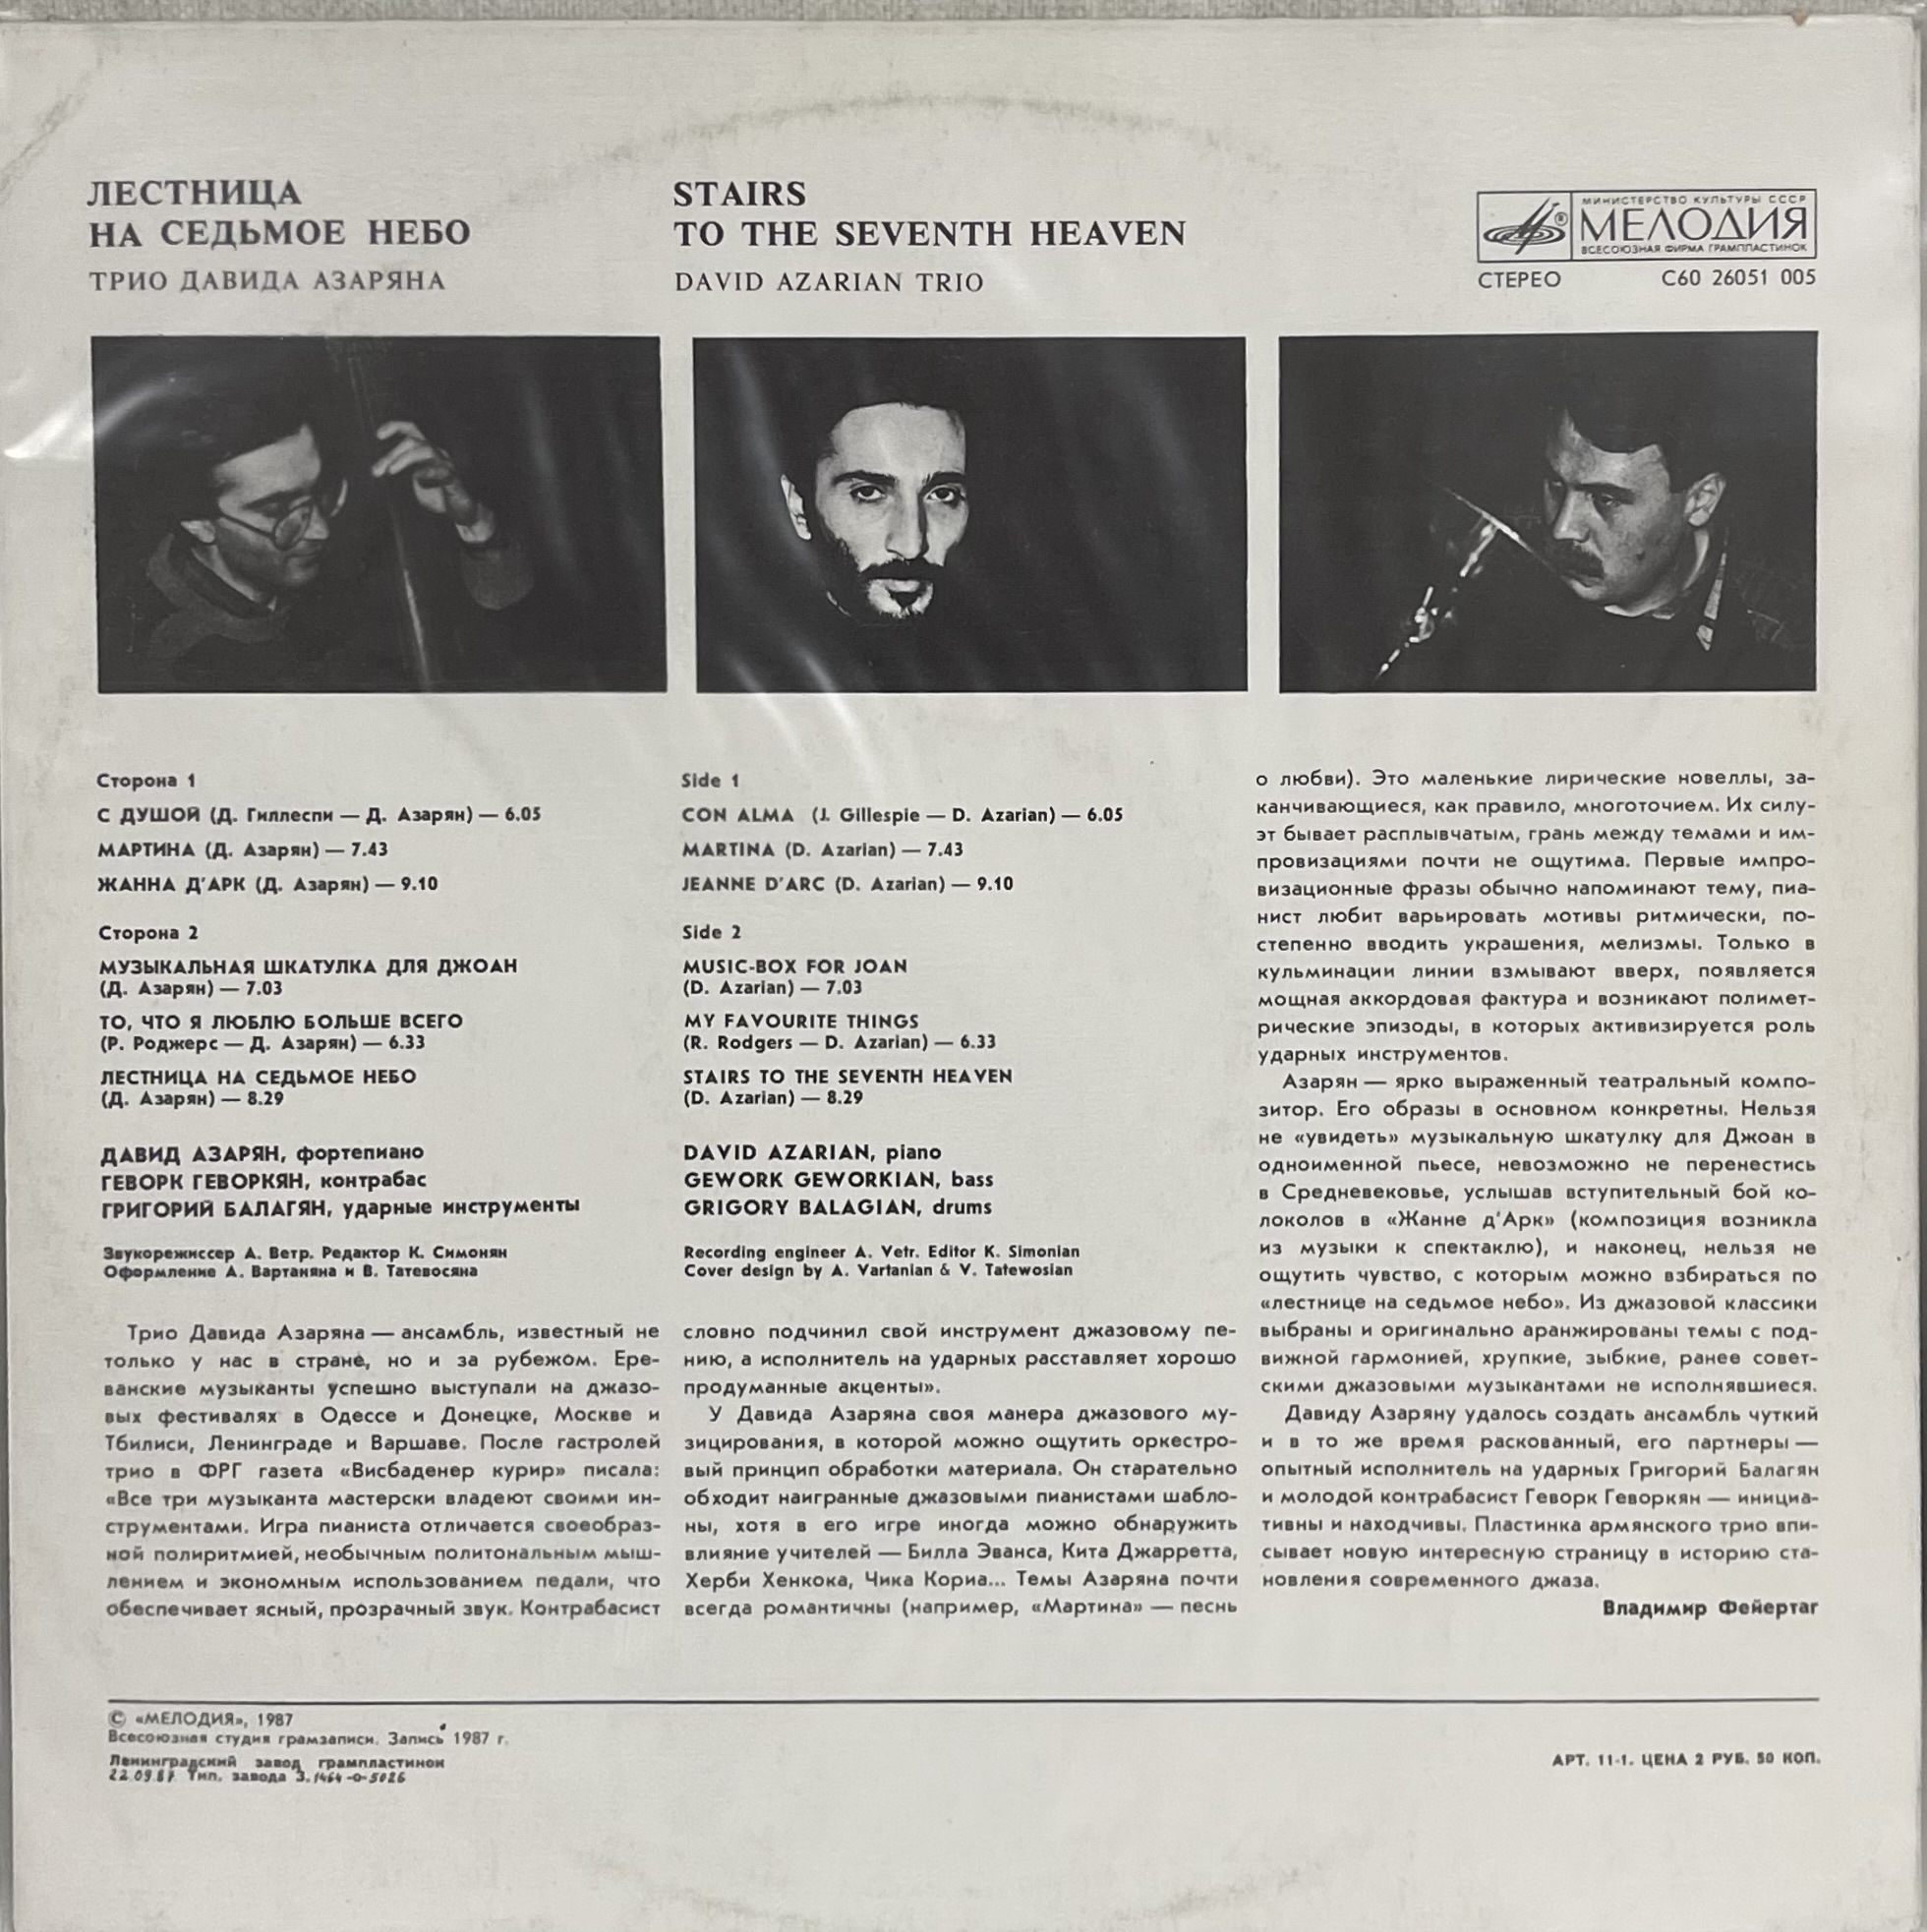 ЛЕСТНИЦА
НА СЕДЬМОЕ НЕБО
ТРИО ДАВИДА АЗАРЯНА
STAIRS
TO THE SEVENTH HEAVEN
DAVID AZARIAN TRIO
МИНИСТЕРСТВО КУЛЬТУРЫ СССР
МЕЛОДИЯ
ВСЕСОЮЗНАЯ ФИРМА ГРАМПЛАСТИНОК
®
СТЕРЕО С60 26051 005
Сторона 1
С ДУШОЙ (Д. Гиллеспи — Д. Азарян) — 6.05
МАРТИНА (Д. Азарян) — 7.43
ЖАННА Д'АРК (Д. Азарян) — 9.10
Сторона 2
МУЗЫКАЛЬНАЯ ШКАТУЛКА ДЛЯ ДЖОАН
(Д. Азарян) — 7.03
ТО, ЧТО Я ЛЮБЛЮ БОЛЬШЕ ВСЕГО
(Р. Роджерс — Д. Азарян) — 6.33
ЛЕСТНИЦА НА СЕДЬМОЕ НЕБО
(Д. Азарян) — 8.29
ДАВИД АЗАРЯН, фортепиано
ГЕВОРК ГЕВОРКЯН, контрабас
ГРИГОРИЙ БАЛАГЯН, ударные инструменты
Звукорежиссер А. Ветр. Редактор К. Симонян
Оформление А. Вартаняна и В. Татевосяна
Side 1
CON ALMA (J. Gillespie — D. Azarian) — 6.05
MARTINA (D. Azarian) — 7.43
JEANNE D'ARC (D. Azarian) — 9.10
Side 2
MUSIC-BOX FOR JOAN
(D. Azarian) — 7.03
MY FAVOURITE THINGS
(R. Rodgers — D. Azarian) — 6.33
STAIRS TO THE SEVENTH HEAVEN
(D. Azarian) — 8.29
DAVID AZARIAN, piano
GEWORK GEWORKIAN, bass
GRIGORY BALAGIAN, drums
Recording engineer A. Vetr. Editor K. Simonian
Cover design by A. Vartanian & V. Tatewosian
Трио Давида Азаряна — ансамбль, известный не
только у нас в стране, но и за рубежом. Ере-
ванские музыканты успешно выступали на джазо-
вых фестивалях в Одессе и Донецке, Москве и
Тбилиси, Ленинграде и Варшаве. После гастролей
трио в ФРГ газета «Висбаденер курир» писала:
«Все три музыканта мастерски владеют своими ин-
струментами. Игра пианиста отличается своеобраз-
ной полиритмией, необычным политональным мыш-
лением и экономным использованием педали, что
обеспечивает ясный, прозрачный звук. Контрабасист
словно подчинил свой инструмент джазовому пе-
нию, а исполнитель на ударных расставляет хорошо
продуманные акценты».
У Давида Азаряна своя манера джазового му-
зицирования, в которой можно ощутить оркестро-
вый принцип обработки материала. Он старательно
обходит наигранные джазовыми пианистами шабло-
ны, хотя в его игре иногда можно обнаружить
влияние учителей — Билла Эванса, Кита Джарретта,
Херби Хенкока, Чика Кориа... Темы Азаряна почти
всегда романтичны (например, «Мартина» — песнь
о любви). Это маленькие лирические новеллы, за-
канчивающиеся, как правило, многоточием. Их силу-
эт бывает расплывчатым, грань между темами и им-
провизациями почти не ощутима. Первые импро-
визационные фразы обычно напоминают тему, пиа-
нист любит варьировать мотивы ритмически, по-
степенно вводить украшения, мелизмы. Только в
кульминации линии взмывают вверх, появляется
мощная аккордовая фактура и возникают полимет-
рические эпизоды, в которых активизируется роль
ударных инструментов.
Азарян — ярко выраженный театральный компо-
зитор. Его образы в основном конкретны. Нельзя
не «увидеть» музыкальную шкатулку для Джоан в
одноименной пьесе, невозможно не перенестись
в Средневековье, услышав вступительный бой ко-
локолов в «Жанне д'Арк» (композиция возникла
из музыки к спектаклю), и наконец, нельзя не
ощутить чувство, с которым можно взбираться по
«лестнице на седьмое небо». Из джазовой классики
выбраны и оригинально аранжированы темы с под-
вижной гармонией, хрупкие, зыбкие, ранее совет-
скими джазовыми музыкантами не исполнявшиеся.
Давиду Азаряну удалось создать ансамбль чуткий
и в то же время раскованный, его партнеры —
опытный исполнитель на ударных Григорий Балагян
и молодой контрабасист Геворк Геворкян — инициа-
тивны и находчивы. Пластинка армянского трио впи-
сывает новую интересную страницу в историю ста-
новления современного джаза.
Владимир Фейертаг
© «МЕЛОДИЯ», 1987
Всесоюзная студия грамзаписи. Запись 1987 г.
Ленинградский завод грампластинок
22.09.87 Тип. завода З. 1464-0-5026
АРТ. 11-1. ЦЕНА 2 РУБ. 50 КОП.